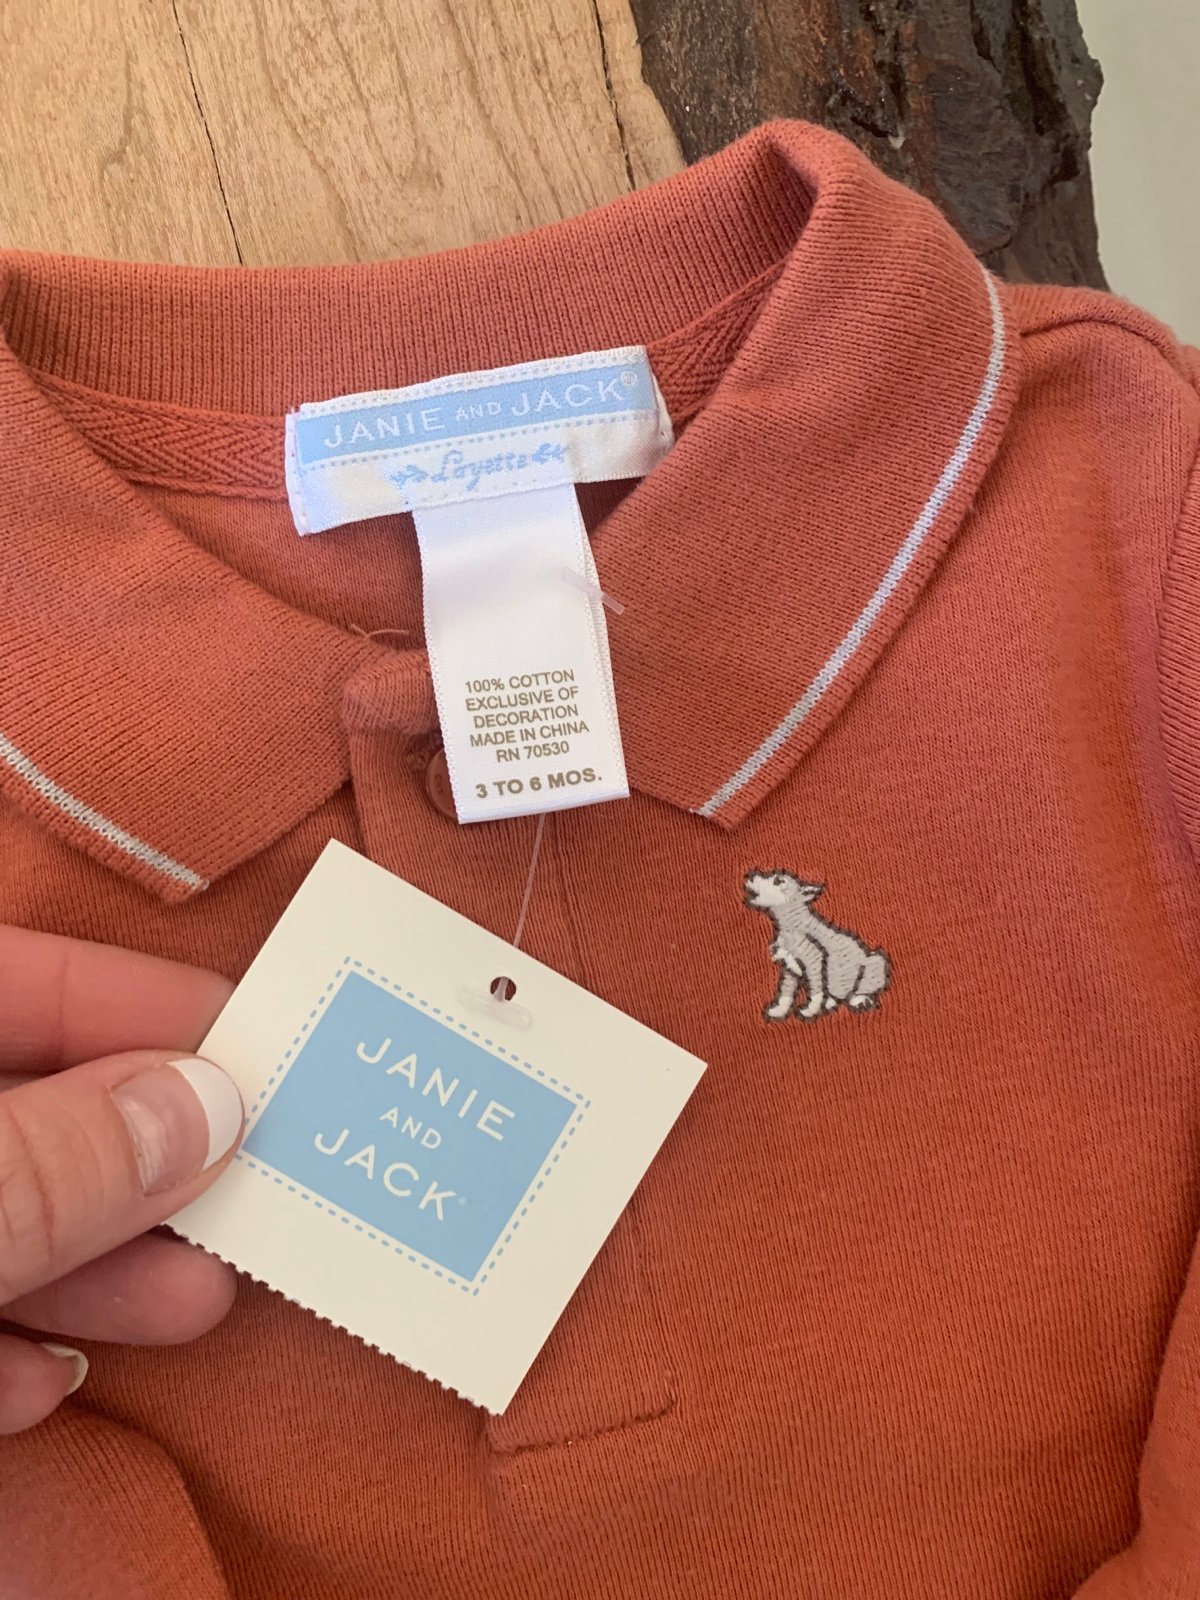 JANIE AND JACK®
Layette
100% COTTON
EXCLUSIVE OF
DECORATION
MADE IN CHINA
RN 70530
3 TO 6 MOS.
JANIE
AND
JACK®